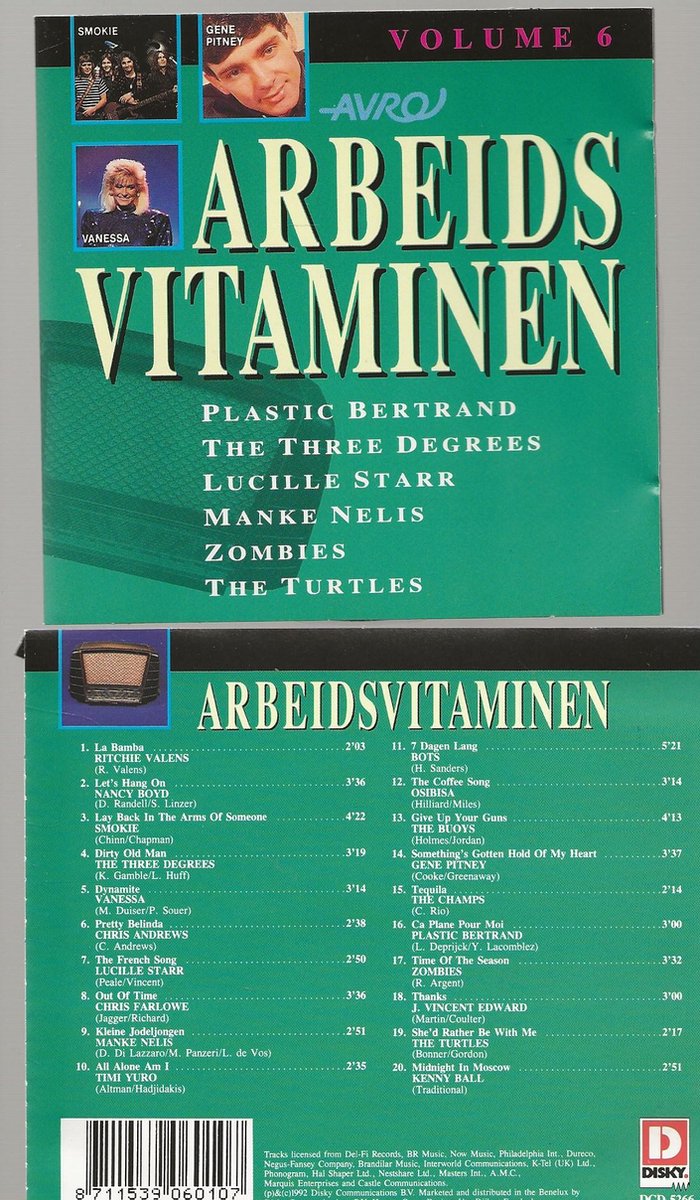 SMOKIE
GENE
PITNEY
VOLUME 6
AVRO
VANESSA
ARBEIDS
VITAMINEN
PLASTIC BERTRAND
THE THREE DEGREES
LUCILLE STARR
MANKE NELIS
ZOMBIES
THE TURTLES
ARBEIDSVITAMINEN
1. La Bamba 2'03
RITCHIE VALENS
(R. Valens)
2. Let's Hang On 3'36
NANCY BOYD
(D. Randell/S. Linzer)
3. Lay Back In The Arms Of Someone 4'22
SMOKIE
(Chinn/Chapman)
4. Dirty Old Man 3'19
THE THREE DEGREES
(K. Gamble/L. Huff)
5. Dynamite 3'14
VANESSA
(M. Duiser/P. Souer)
6. Pretty Belinda 2'38
CHRIS ANDREWS
(C. Andrews)
7. The French Song 2'50
LUCILLE STARR
(Peale/Vincent)
8. Out Of Time 3'36
CHRIS FARLOWE
(Jagger/Richard)
9. Kleine Jodeljongen 2'51
MANKE NELIS
(D. Di Lazzaro/M. Panzeri/L. de Vos)
10. All Alone Am I 2'35
TIMI YURO
(Altman/Hadjidakis)
11. 7 Dagen Lang 5'21
BOTS
(H. Sanders)
12. The Coffee Song 3'14
OSIBISA
(Hilliard/Miles)
13. Give Up Your Guns 4'13
THE BUOYS
(Holmes/Jordan)
14. Something's Gotten Hold Of My Heart 3'37
GENE PITNEY
(Cooke/Greenaway)
15. Tequila 2'14
THE CHAMPS
(C. Rio)
16. Ca Plane Pour Moi 3'00
PLASTIC BERTRAND
(L. Deprijck/Y. Lacomblez)
17. Time Of The Season 3'32
ZOMBIES
(R. Argent)
18. Thanks 3'00
J. VINCENT EDWARD
(Martin/Coulter)
19. She'd Rather Be With Me 2'17
THE TURTLES
(Bonner/Gordon)
20. Midnight In Moscow 2'51
KENNY BALL
(Traditional)
8 711539 060107
Tracks licensed from Del-Fi Records, BR Music, Now Music, Philadelphia Int., Dureco,
Negus-Fansey Company, Brandilar Music, Interworld Communications, K-Tel (UK) Ltd.,
Phonogram, Hal Shaper Ltd., Nestshare Ltd., Masters Int., A.M.C.,
Marquis Enterprises and Castle Communications.
(p)&(c)1992 Disky Communications B.V. Marketed and distributed in the Benelux by
D
DISKY